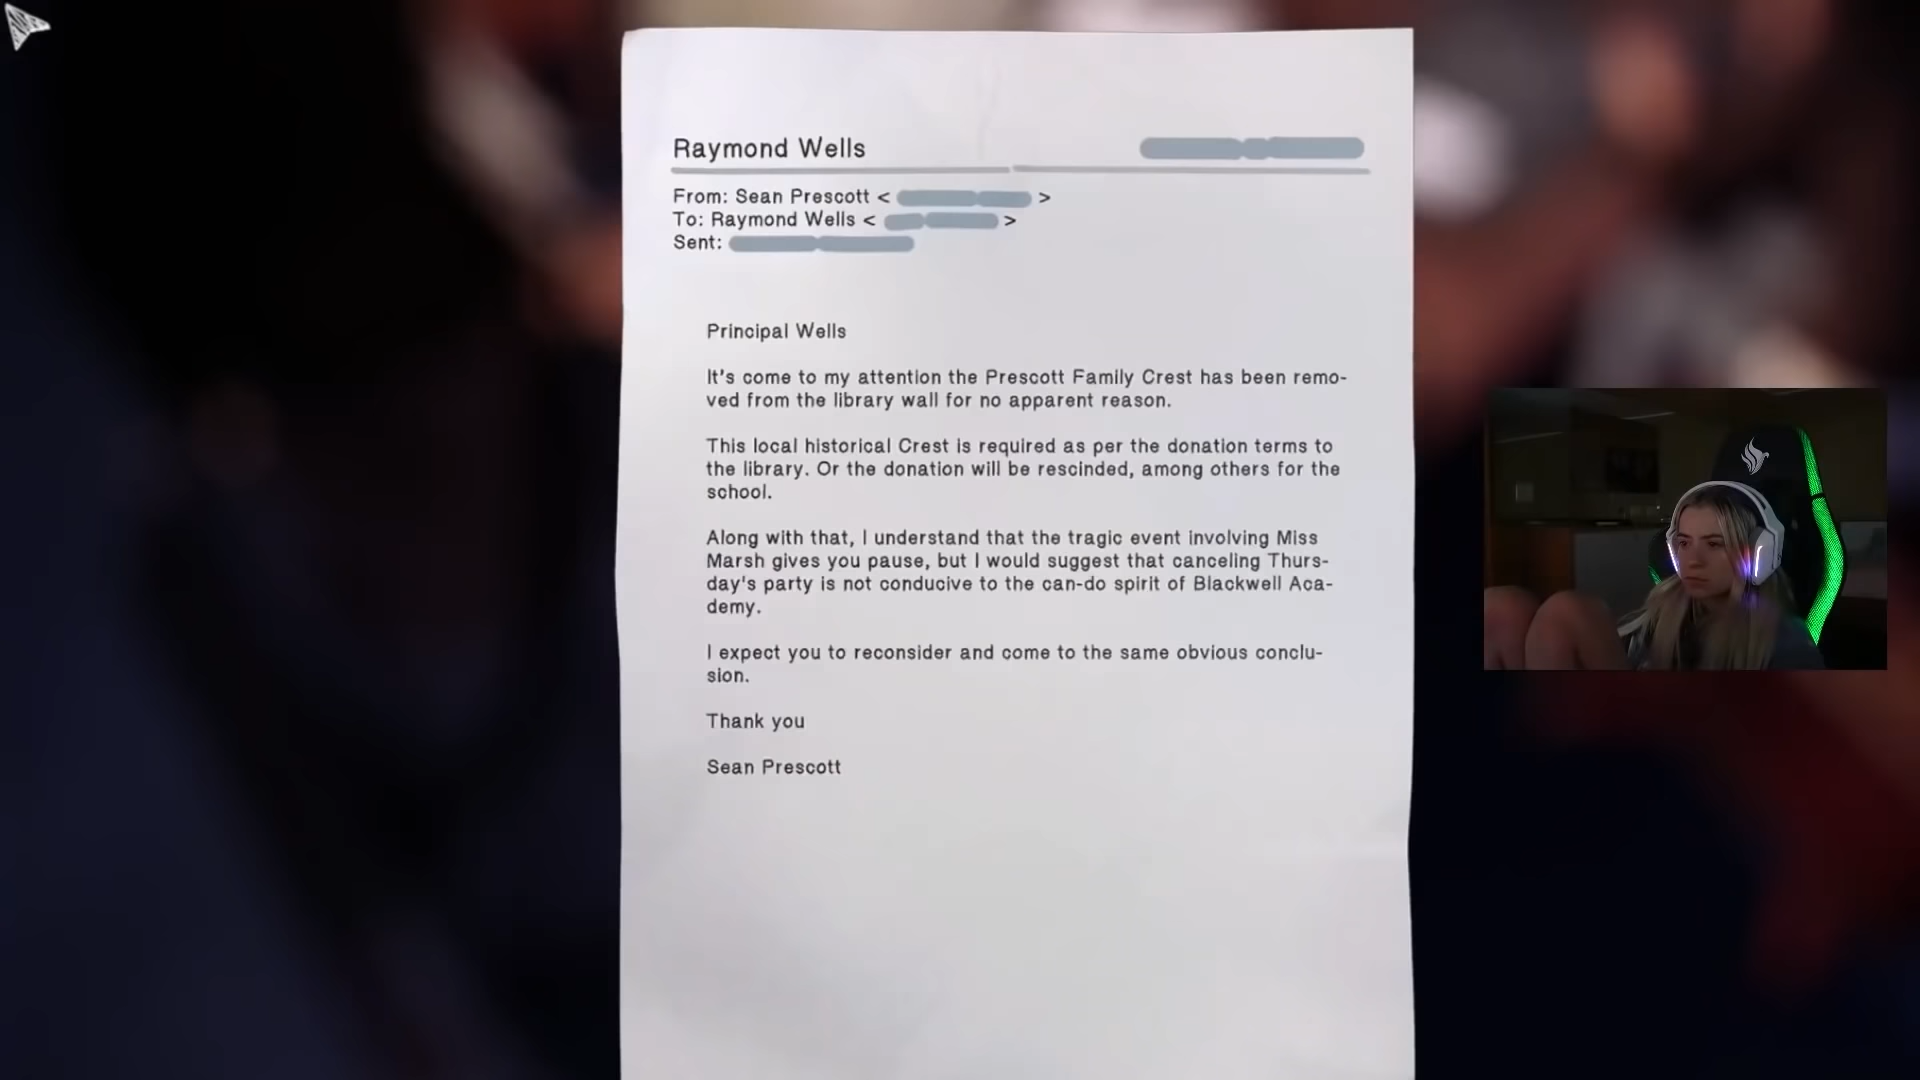 Raymond Wells
From: Sean Prescott < >
To: Raymond Wells < >
Sent:
Principal Wells
It's come to my attention the Prescott Family Crest has been remo-
ved from the library wall for no apparent reason.
This local historical Crest is required as per the donation terms to
the library. Or the donation will be rescinded, among others for the
school.
Along with that, I understand that the tragic event involving Miss
Marsh gives you pause, but I would suggest that canceling Thurs-
day's party is not conducive to the can-do spirit of Blackwell Aca-
demy.
I expect you to reconsider and come to the same obvious conclu-
sion.
Thank you
Sean Prescott